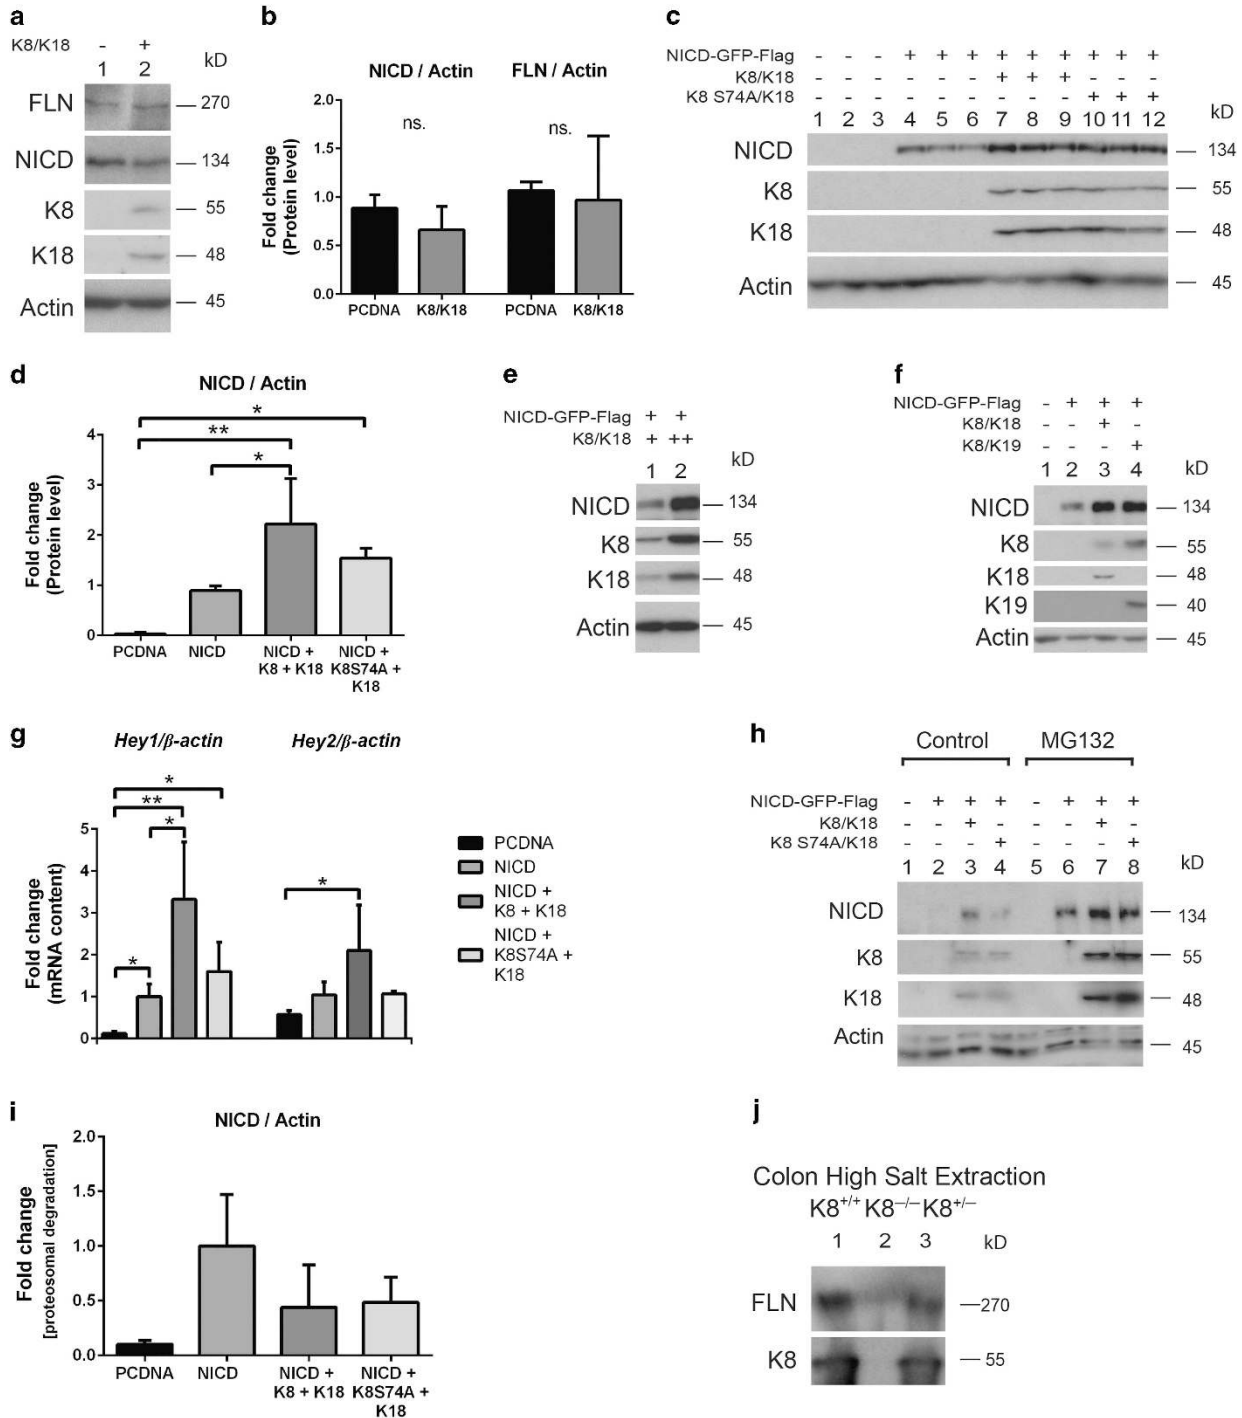 a
K8/K18 - +
1 2 kD
FLN 270
NICD 134
K8 55
K18 48
Actin 45
b
NICD / Actin FLN / Actin
Fold change
(Protein level)
2.0
1.5
1.0
0.5
0.0
ns. ns.
PCDNA K8/K18 PCDNA K8/K18
c
NICD-GFP-Flag - - - + + + + + + + + +
K8/K18 - - - - - - + + + - - -
K8 S74A/K18 - - - - - - - - - + + +
1 2 3 4 5 6 7 8 9 10 11 12 kD
NICD 134
K8 55
K18 48
Actin 45
d
NICD / Actin
Fold change
(Protein level)
4
3
2
1
0
*
**
*
PCDNA NICD NICD + K8 + K18 NICD + K8S74A + K18
e
NICD-GFP-Flag + +
K8/K18 + ++
1 2 kD
NICD 134
K8 55
K18 48
Actin 45
f
NICD-GFP-Flag - + + +
K8/K18 - - + -
K8/K19 - - - +
1 2 3 4 kD
NICD 134
K8 55
K18 48
K19 40
Actin 45
g
Hey1/β-actin Hey2/β-actin
Fold change
(mRNA content)
5
4
3
2
1
0
*
**
*
*
*
PCDNA
NICD
NICD +
K8 + K18
NICD +
K8S74A +
K18
h
Control MG132
NICD-GFP-Flag - + + + - + + +
K8/K18 - - + - - - + -
K8 S74A/K18 - - - + - - - +
1 2 3 4 5 6 7 8 kD
NICD 134
K8 55
K18 48
Actin 45
i
NICD / Actin
Fold change
[proteosomal degradation]
2.0
1.5
1.0
0.5
0.0
PCDNA NICD NICD + K8 + K18 NICD + K8S74A + K18
j
Colon High Salt Extraction
K8+/+ K8−/− K8+/−
1 2 3 kD
FLN 270
K8 55